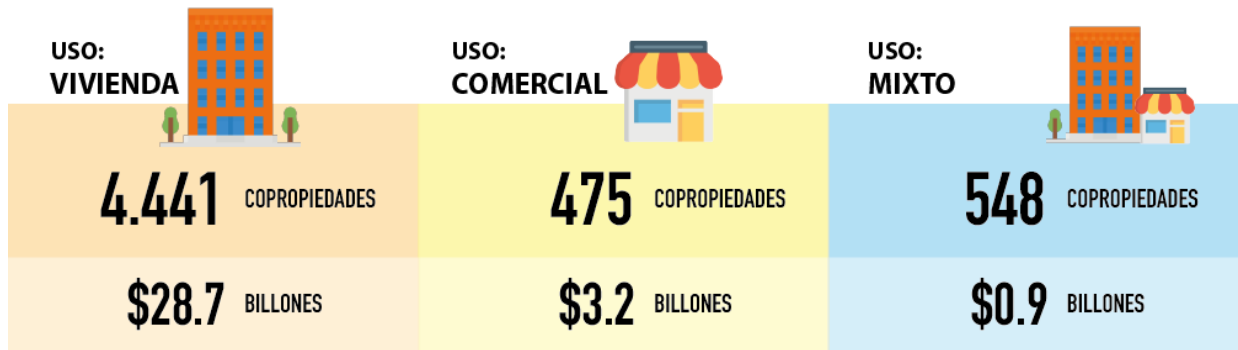 USO:
VIVIENDA
4.441 COPROPIEDADES
$28.7 BILLONES
USO:
COMERCIAL
475 COPROPIEDADES
$3.2 BILLONES
USO:
MIXTO
548 COPROPIEDADES
$0.9 BILLONES